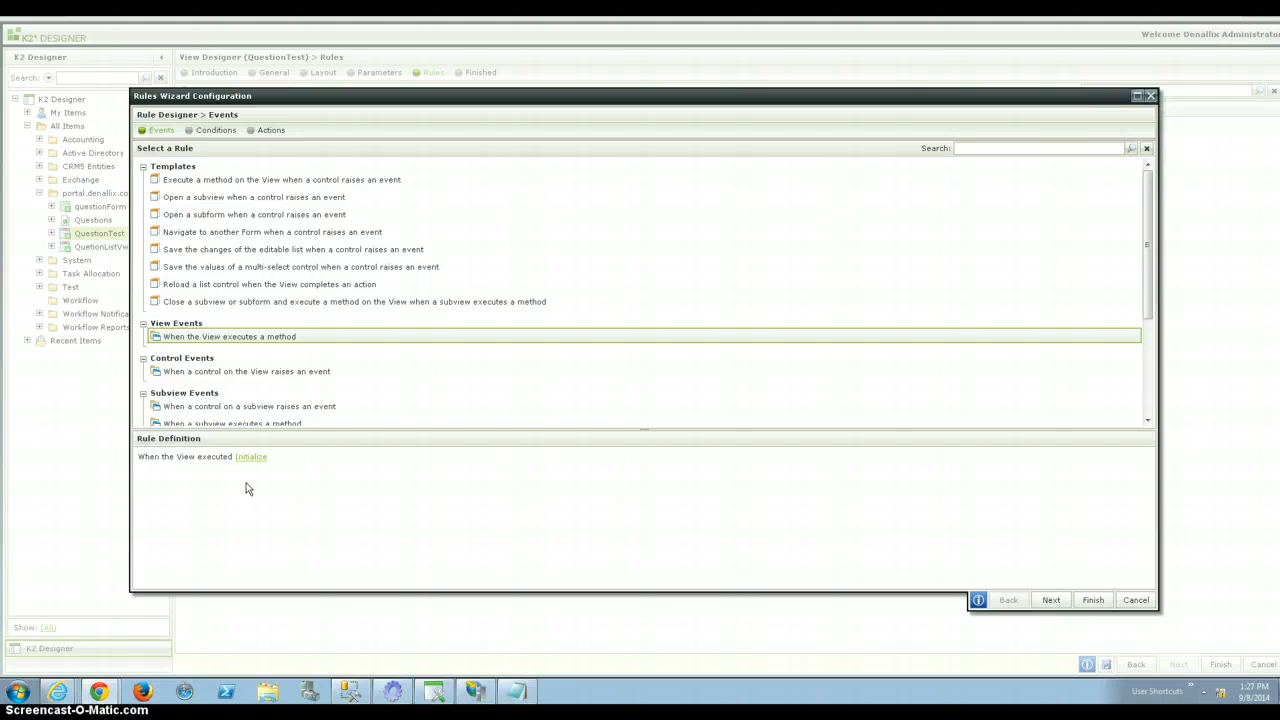 K2* DESIGNER
Welcome Denallix Administrator
K2 Designer
View Designer (QuestionTest) > Rules
Search:
Introduction General Layout Parameters Rules Finished
K2 Designer
My Items
All Items
Accounting
Active Directory
CRM5 Entities
Exchange
portal.denallix.co
questionForm
Questions
QuestionTest
QuetionListVw
System
Task Allocation
Test
Workflow
Workflow Notifica
Workflow Reports
Recent Items
Show: (All)
K2 Designer
Rules Wizard Configuration
Rule Designer > Events
Events Conditions Actions
Select a Rule
Search:
Templates
Execute a method on the View when a control raises an event
Open a subview when a control raises an event
Open a subform when a control raises an event
Navigate to another Form when a control raises an event
Save the changes of the editable list when a control raises an event
Save the values of a multi-select control when a control raises an event
Reload a list control when the View completes an action
Close a subview or subform and execute a method on the View when a subview executes a method
View Events
When the View executes a method
Control Events
When a control on the View raises an event
Subview Events
When a control on a subview raises an event
When a subview executes a method
Rule Definition
When the View executed Initialize
Back Next Finish Cancel
Back Next Finish Cancel
User Shortcuts
1:27 PM
9/8/2014
Screencast-O-Matic.com